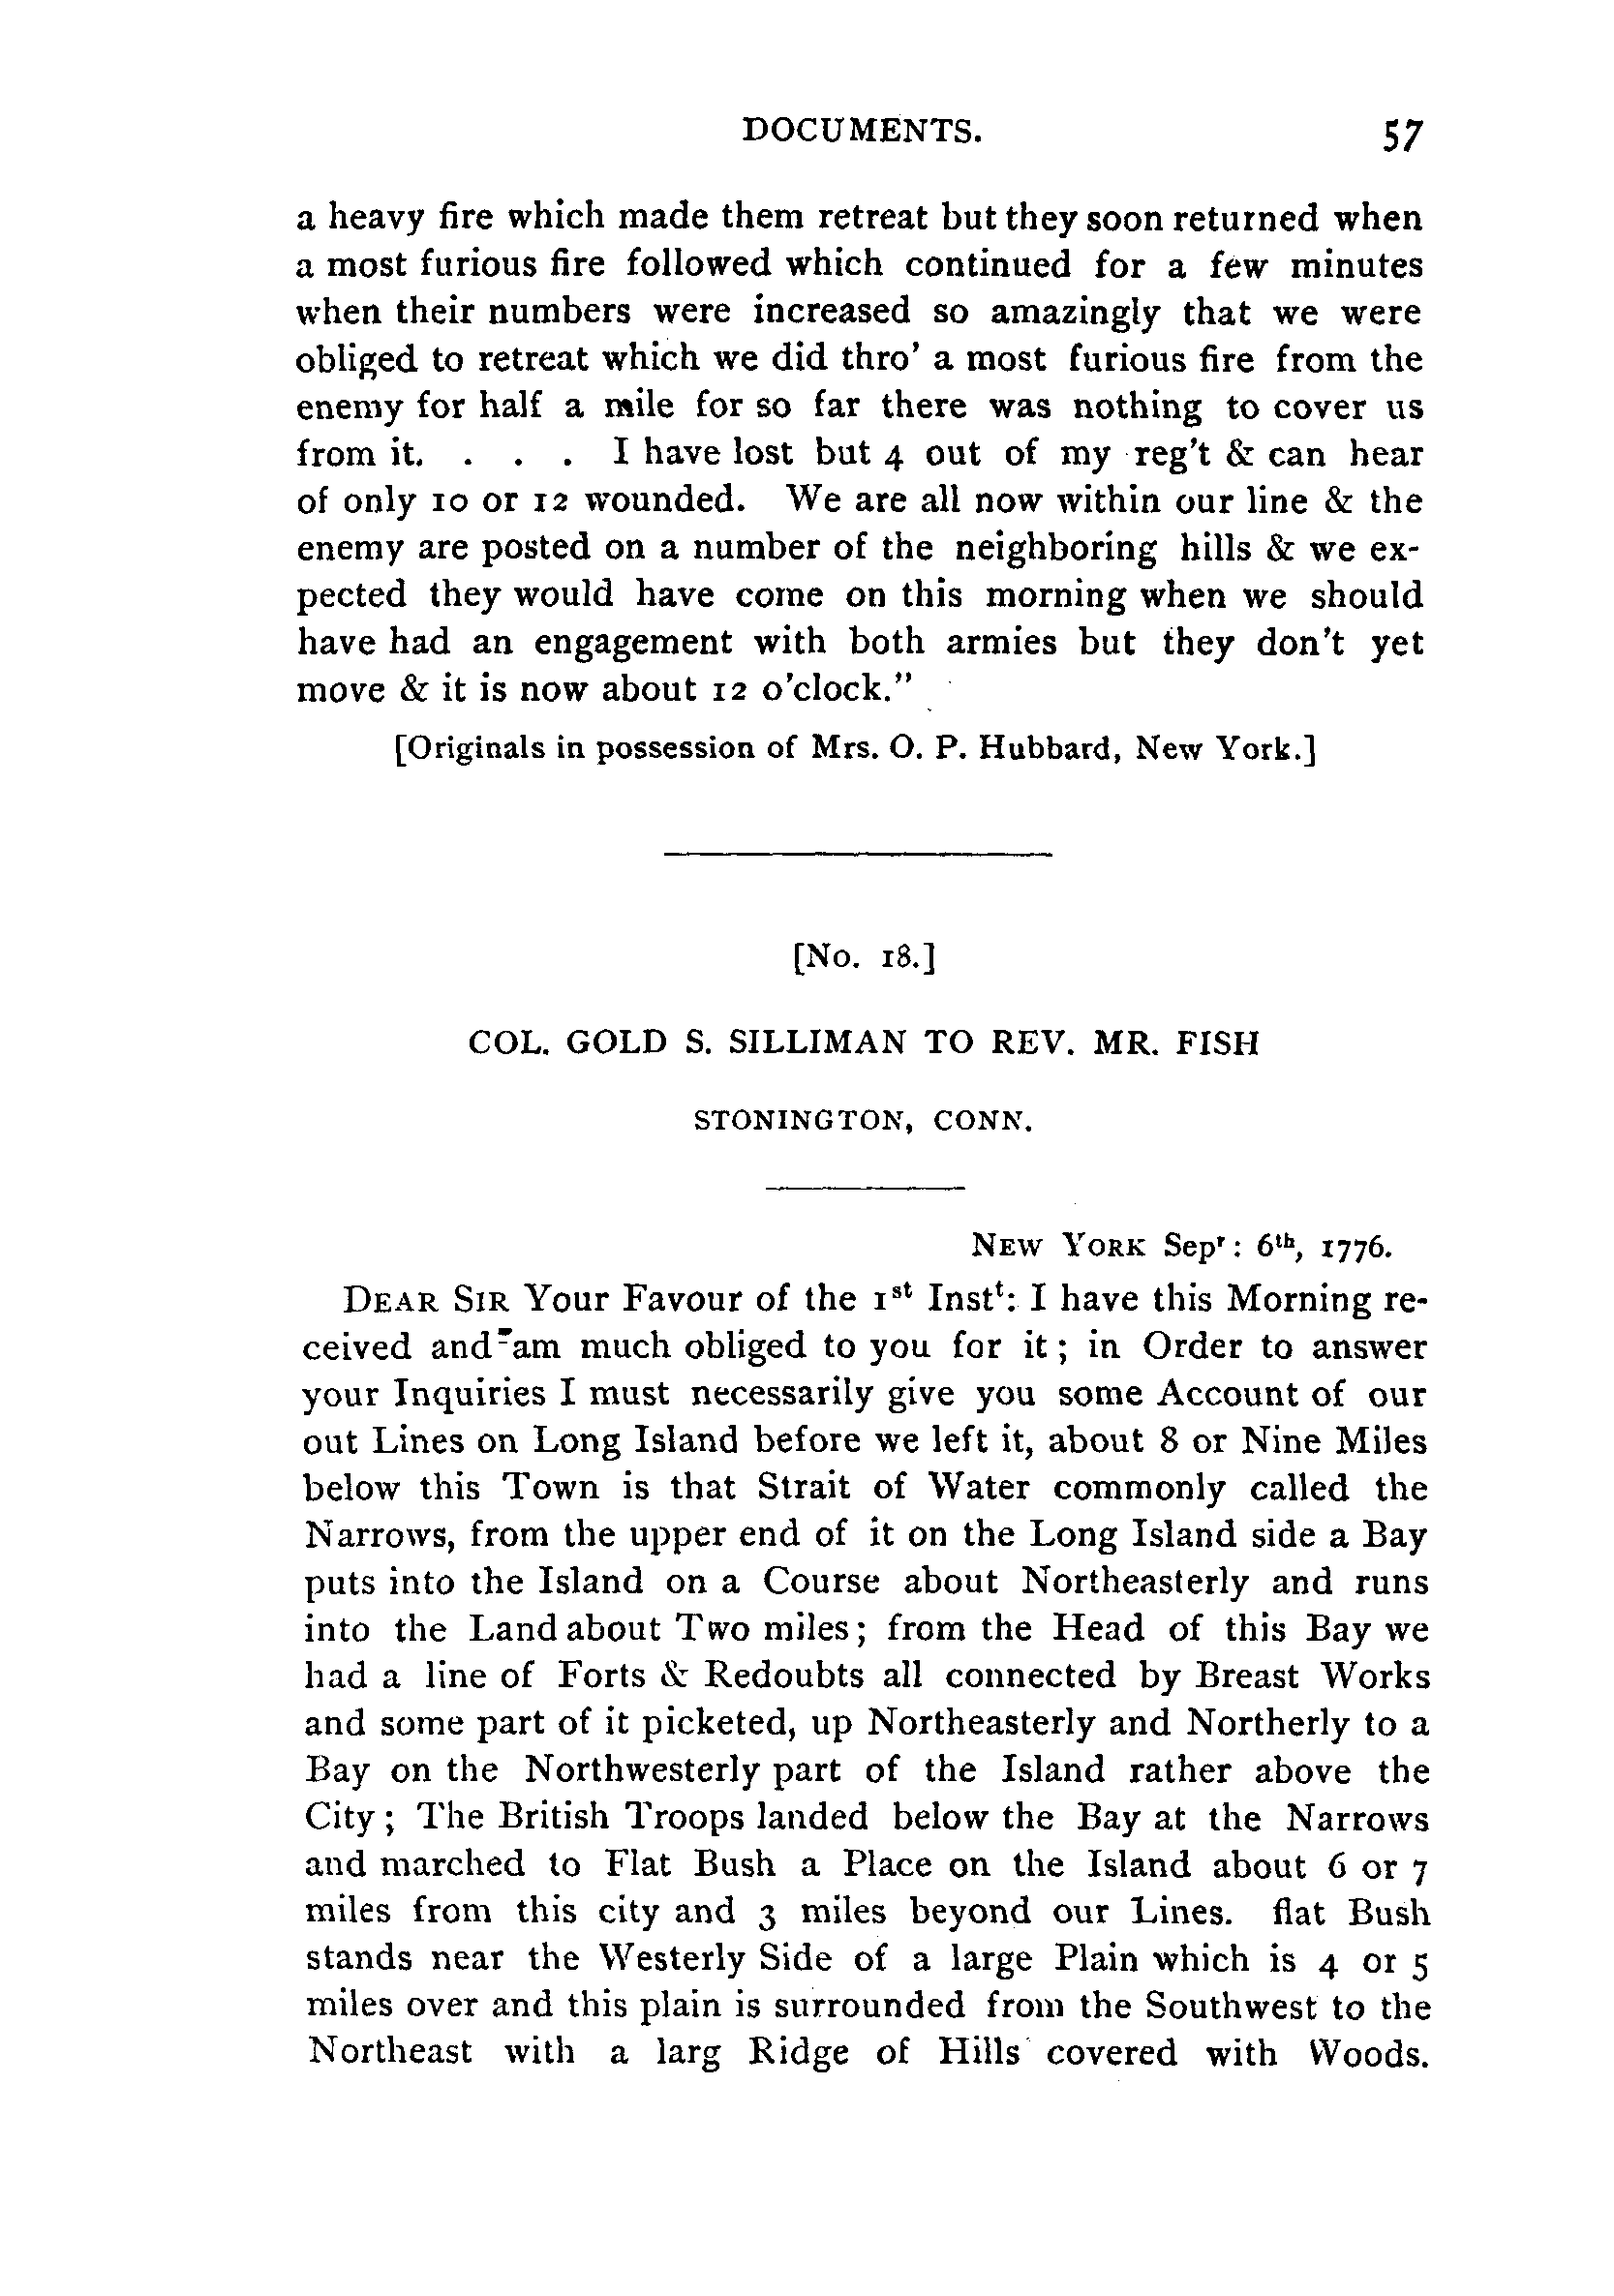 DOCUMENTS. 57
a heavy fire which made them retreat but they soon returned when
a most furious fire followed which continued for a few minutes
when their numbers were increased so amazingly that we were
obliged to retreat which we did thro' a most furious fire from the
enemy for half a mile for so far there was nothing to cover us
from it. . . . I have lost but 4 out of my reg't & can hear
of only 10 or 12 wounded. We are all now within our line & the
enemy are posted on a number of the neighboring hills & we ex-
pected they would have come on this morning when we should
have had an engagement with both armies but they don't yet
move & it is now about 12 o'clock."
[Originals in possession of Mrs. O. P. Hubbard, New York.]
[No. 18.]
COL. GOLD S. SILLIMAN TO REV. MR. FISH
STONINGTON, CONN.
NEW YORK Sepr: 6th, 1776.
DEAR SIR Your Favour of the 1st Instt: I have this Morning re-
ceived and am much obliged to you for it; in Order to answer
your Inquiries I must necessarily give you some Account of our
out Lines on Long Island before we left it, about 8 or Nine Miles
below this Town is that Strait of Water commonly called the
Narrows, from the upper end of it on the Long Island side a Bay
puts into the Island on a Course about Northeasterly and runs
into the Land about Two miles; from the Head of this Bay we
had a line of Forts & Redoubts all connected by Breast Works
and some part of it picketed, up Northeasterly and Northerly to a
Bay on the Northwesterly part of the Island rather above the
City; The British Troops landed below the Bay at the Narrows
and marched to Flat Bush a Place on the Island about 6 or 7
miles from this city and 3 miles beyond our Lines. flat Bush
stands near the Westerly Side of a large Plain which is 4 or 5
miles over and this plain is surrounded from the Southwest to the
Northeast with a larg Ridge of Hills covered with Woods.